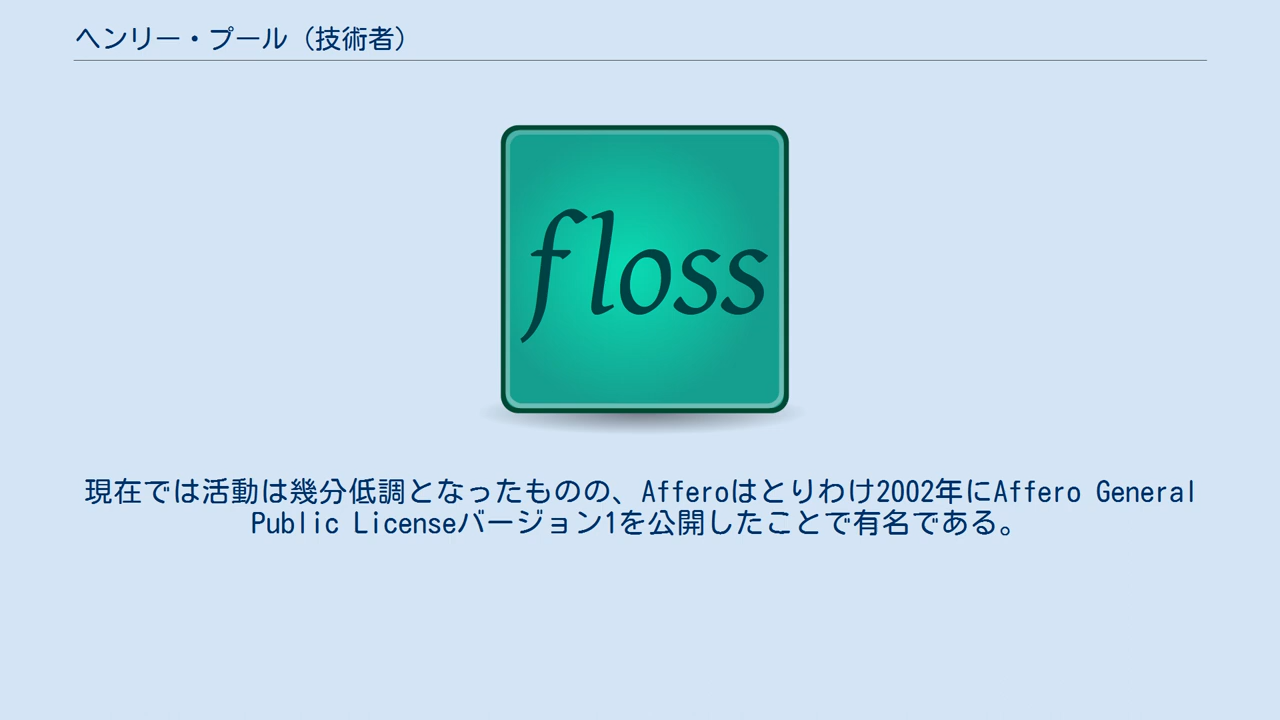 ヘンリー・プール（技術者）
floss
現在では活動は幾分低調となったものの、Afferoはとりわけ2002年にAffero General
Public Licenseバージョン1を公開したことで有名である。